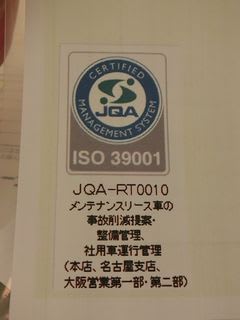 CERTIFIED
JQA
MANAGEMENT SYSTEM
ISO 39001
JQA-RT0010
メンテナンスリース車の
事故削減提案・
整備管理、
社用車運行管理
(本店、名古屋支店、
大阪営業第一部・第二部)